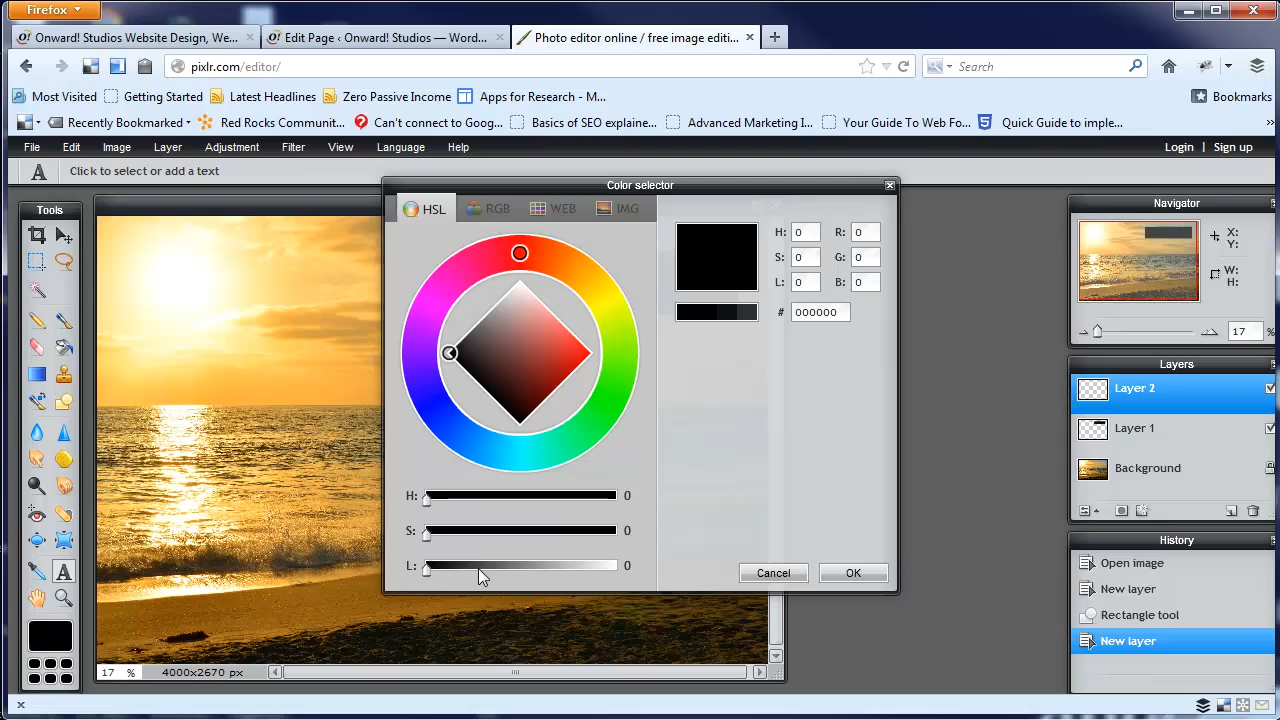 Firefox
Onward! Studios Website Design, We...
Edit Page ‹ Onward! Studios — Word...
Photo editor online / free image editi...
pixlr.com/editor/
Search
Most Visited
Getting Started
Latest Headlines
Zero Passive Income
Apps for Research - M...
Bookmarks
Recently Bookmarked
Red Rocks Communit...
Can't connect to Goog...
Basics of SEO explaine...
Advanced Marketing I...
Your Guide To Web Fo...
Quick Guide to imple...
File Edit Image Layer Adjustment Filter View Language Help
Login | Sign up
A Click to select or add a text
Tools
Color selector
HSL RGB WEB IMG
H: 0 R: 0
S: 0 G: 0
L: 0 B: 0
# 000000
H: 0
S: 0
L: 0
Cancel OK
Navigator
X:
Y:
W:
H:
17
Layers
Layer 2
Layer 1
Background
History
Open image
New layer
Rectangle tool
New layer
A
17 % 4000x2670 px